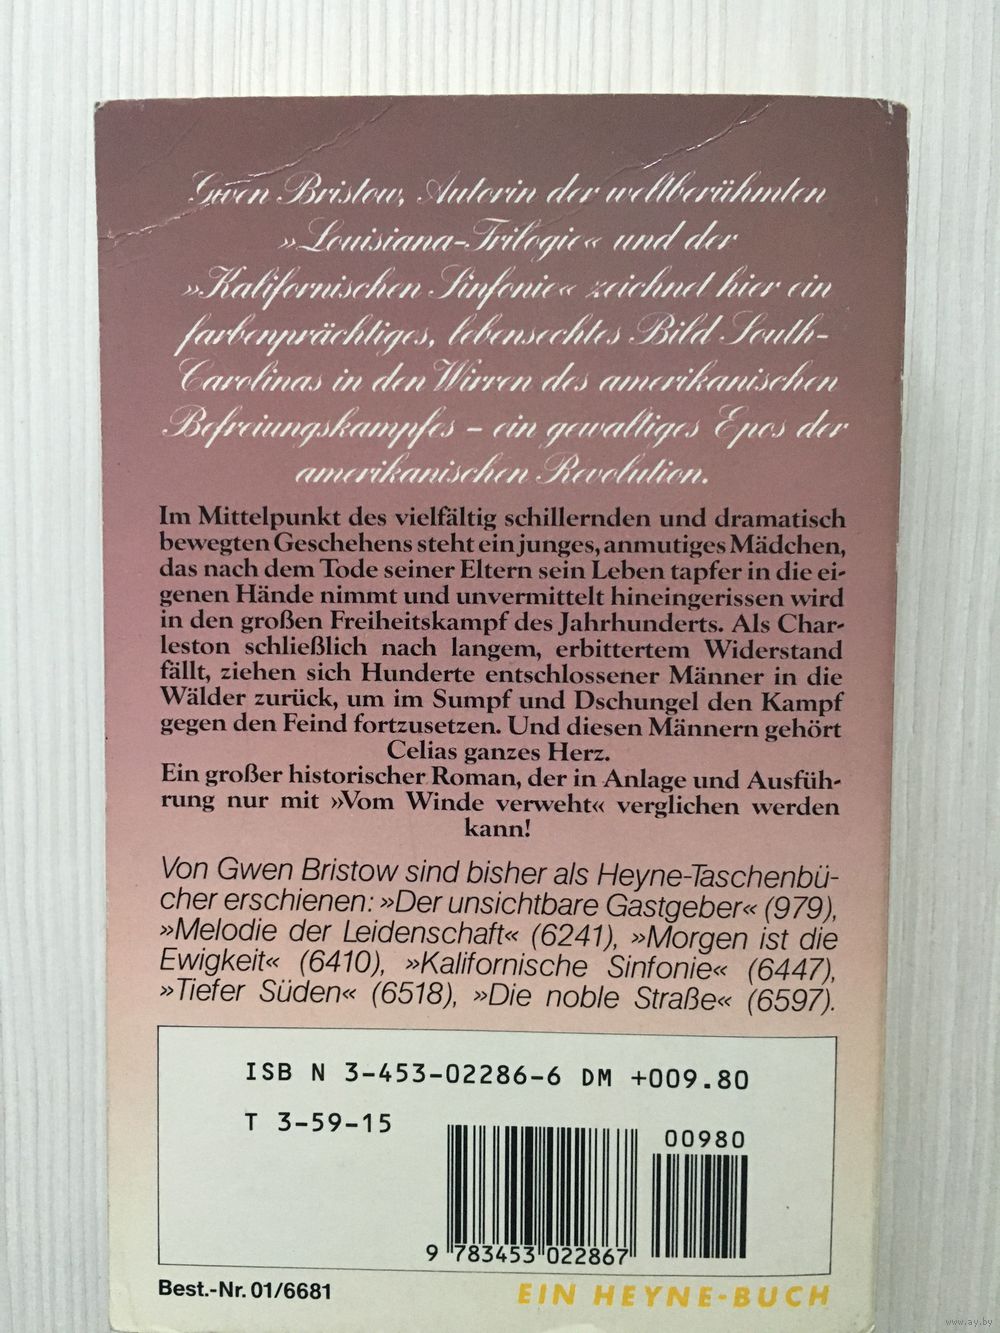 Gwen Bristow, Autorin der weltberühmten
»Louisiana-Trilogie« und der
»Kalifornischen Sinfonie« zeichnet hier ein
farbenprächtiges, lebensechtes Bild South-
Carolinas in den Wirren des amerikanischen
Befreiungskampfes – ein gewaltiges Epos der
amerikanischen Revolution.
Im Mittelpunkt des vielfältig schillernden und dramatisch
bewegten Geschehens steht ein junges, anmutiges Mädchen,
das nach dem Tode seiner Eltern sein Leben tapfer in die ei-
genen Hände nimmt und unvermittelt hineingerissen wird
in den großen Freiheitskampf des Jahrhunderts. Als Char-
leston schließlich nach langem, erbittertem Widerstand
fällt, ziehen sich Hunderte entschlossener Männer in die
Wälder zurück, um im Sumpf und Dschungel den Kampf
gegen den Feind fortzusetzen. Und diesen Männern gehört
Celias ganzes Herz.
Ein großer historischer Roman, der in Anlage und Ausfüh-
rung nur mit »Vom Winde verweht« verglichen werden
kann!
Von Gwen Bristow sind bisher als Heyne-Taschenbü-
cher erschienen: »Der unsichtbare Gastgeber« (979),
»Melodie der Leidenschaft« (6241), »Morgen ist die
Ewigkeit« (6410), »Kalifornische Sinfonie« (6447),
»Tiefer Süden« (6518), »Die noble Straße« (6597).
ISB N 3-453-02286-6 DM +009.80
T 3-59-15
00980
9 783453 022867
Best.-Nr. 01/6681
EIN HEYNE-BUCH
www.ay.by